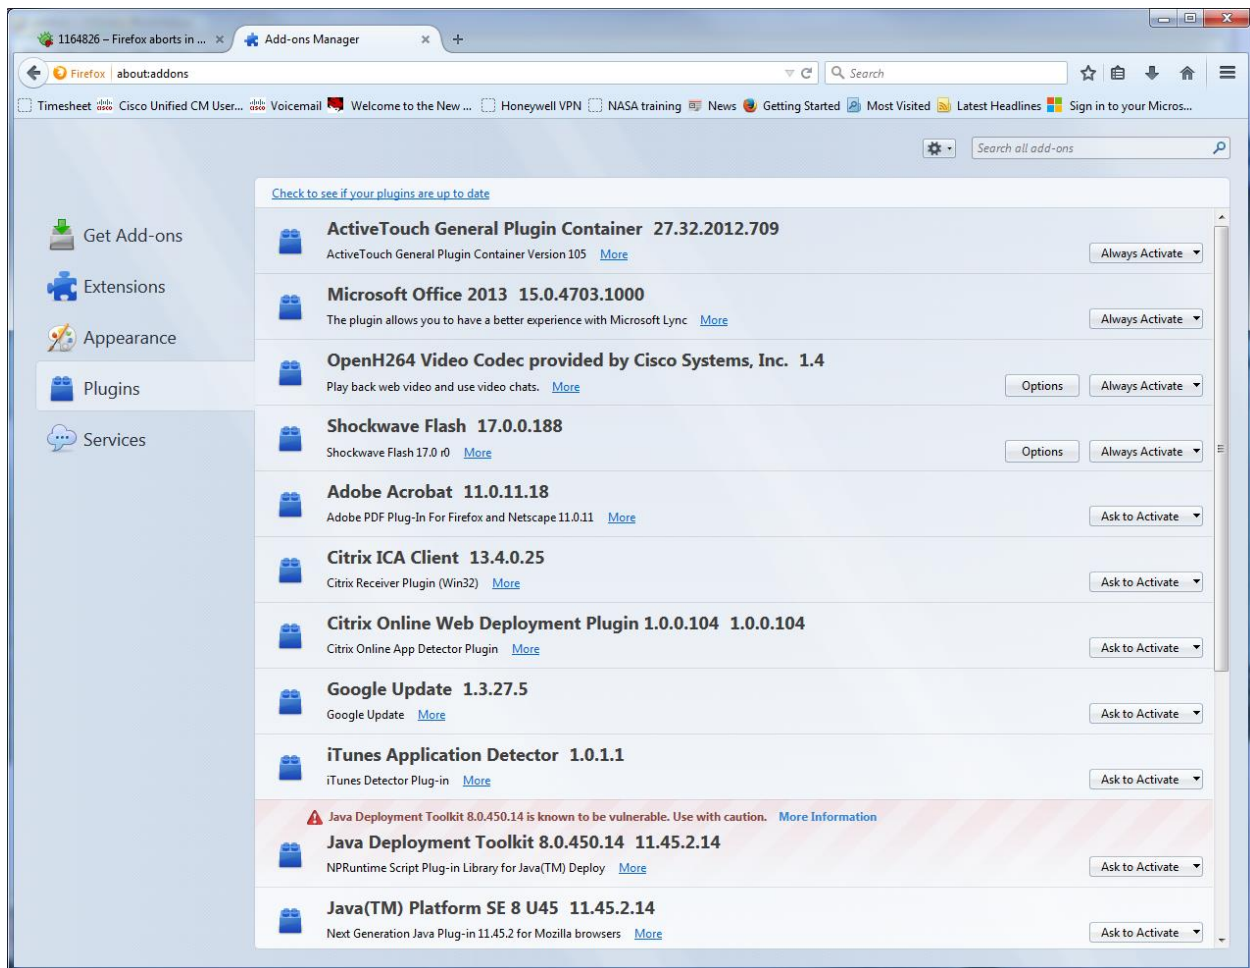 1164826 – Firefox aborts in ...
Add-ons Manager
Firefox about:addons
Search
Timesheet Cisco Unified CM User... Voicemail Welcome to the New ... Honeywell VPN NASA training News Getting Started Most Visited Latest Headlines Sign in to your Micros...
Search all add-ons
Check to see if your plugins are up to date
Get Add-ons
Extensions
Appearance
Plugins
Services
ActiveTouch General Plugin Container 27.32.2012.709
ActiveTouch General Plugin Container Version 105 More
Always Activate
Microsoft Office 2013 15.0.4703.1000
The plugin allows you to have a better experience with Microsoft Lync More
Always Activate
OpenH264 Video Codec provided by Cisco Systems, Inc. 1.4
Play back web video and use video chats. More
Options Always Activate
Shockwave Flash 17.0.0.188
Shockwave Flash 17.0 r0 More
Options Always Activate
Adobe Acrobat 11.0.11.18
Adobe PDF Plug-In For Firefox and Netscape 11.0.11 More
Ask to Activate
Citrix ICA Client 13.4.0.25
Citrix Receiver Plugin (Win32) More
Ask to Activate
Citrix Online Web Deployment Plugin 1.0.0.104 1.0.0.104
Citrix Online App Detector Plugin More
Ask to Activate
Google Update 1.3.27.5
Google Update More
Ask to Activate
iTunes Application Detector 1.0.1.1
iTunes Detector Plug-in More
Ask to Activate
Java Deployment Toolkit 8.0.450.14 is known to be vulnerable. Use with caution. More Information
Java Deployment Toolkit 8.0.450.14 11.45.2.14
NPRuntime Script Plug-in Library for Java(TM) Deploy More
Ask to Activate
Java(TM) Platform SE 8 U45 11.45.2.14
Next Generation Java Plug-in 11.45.2 for Mozilla browsers More
Ask to Activate